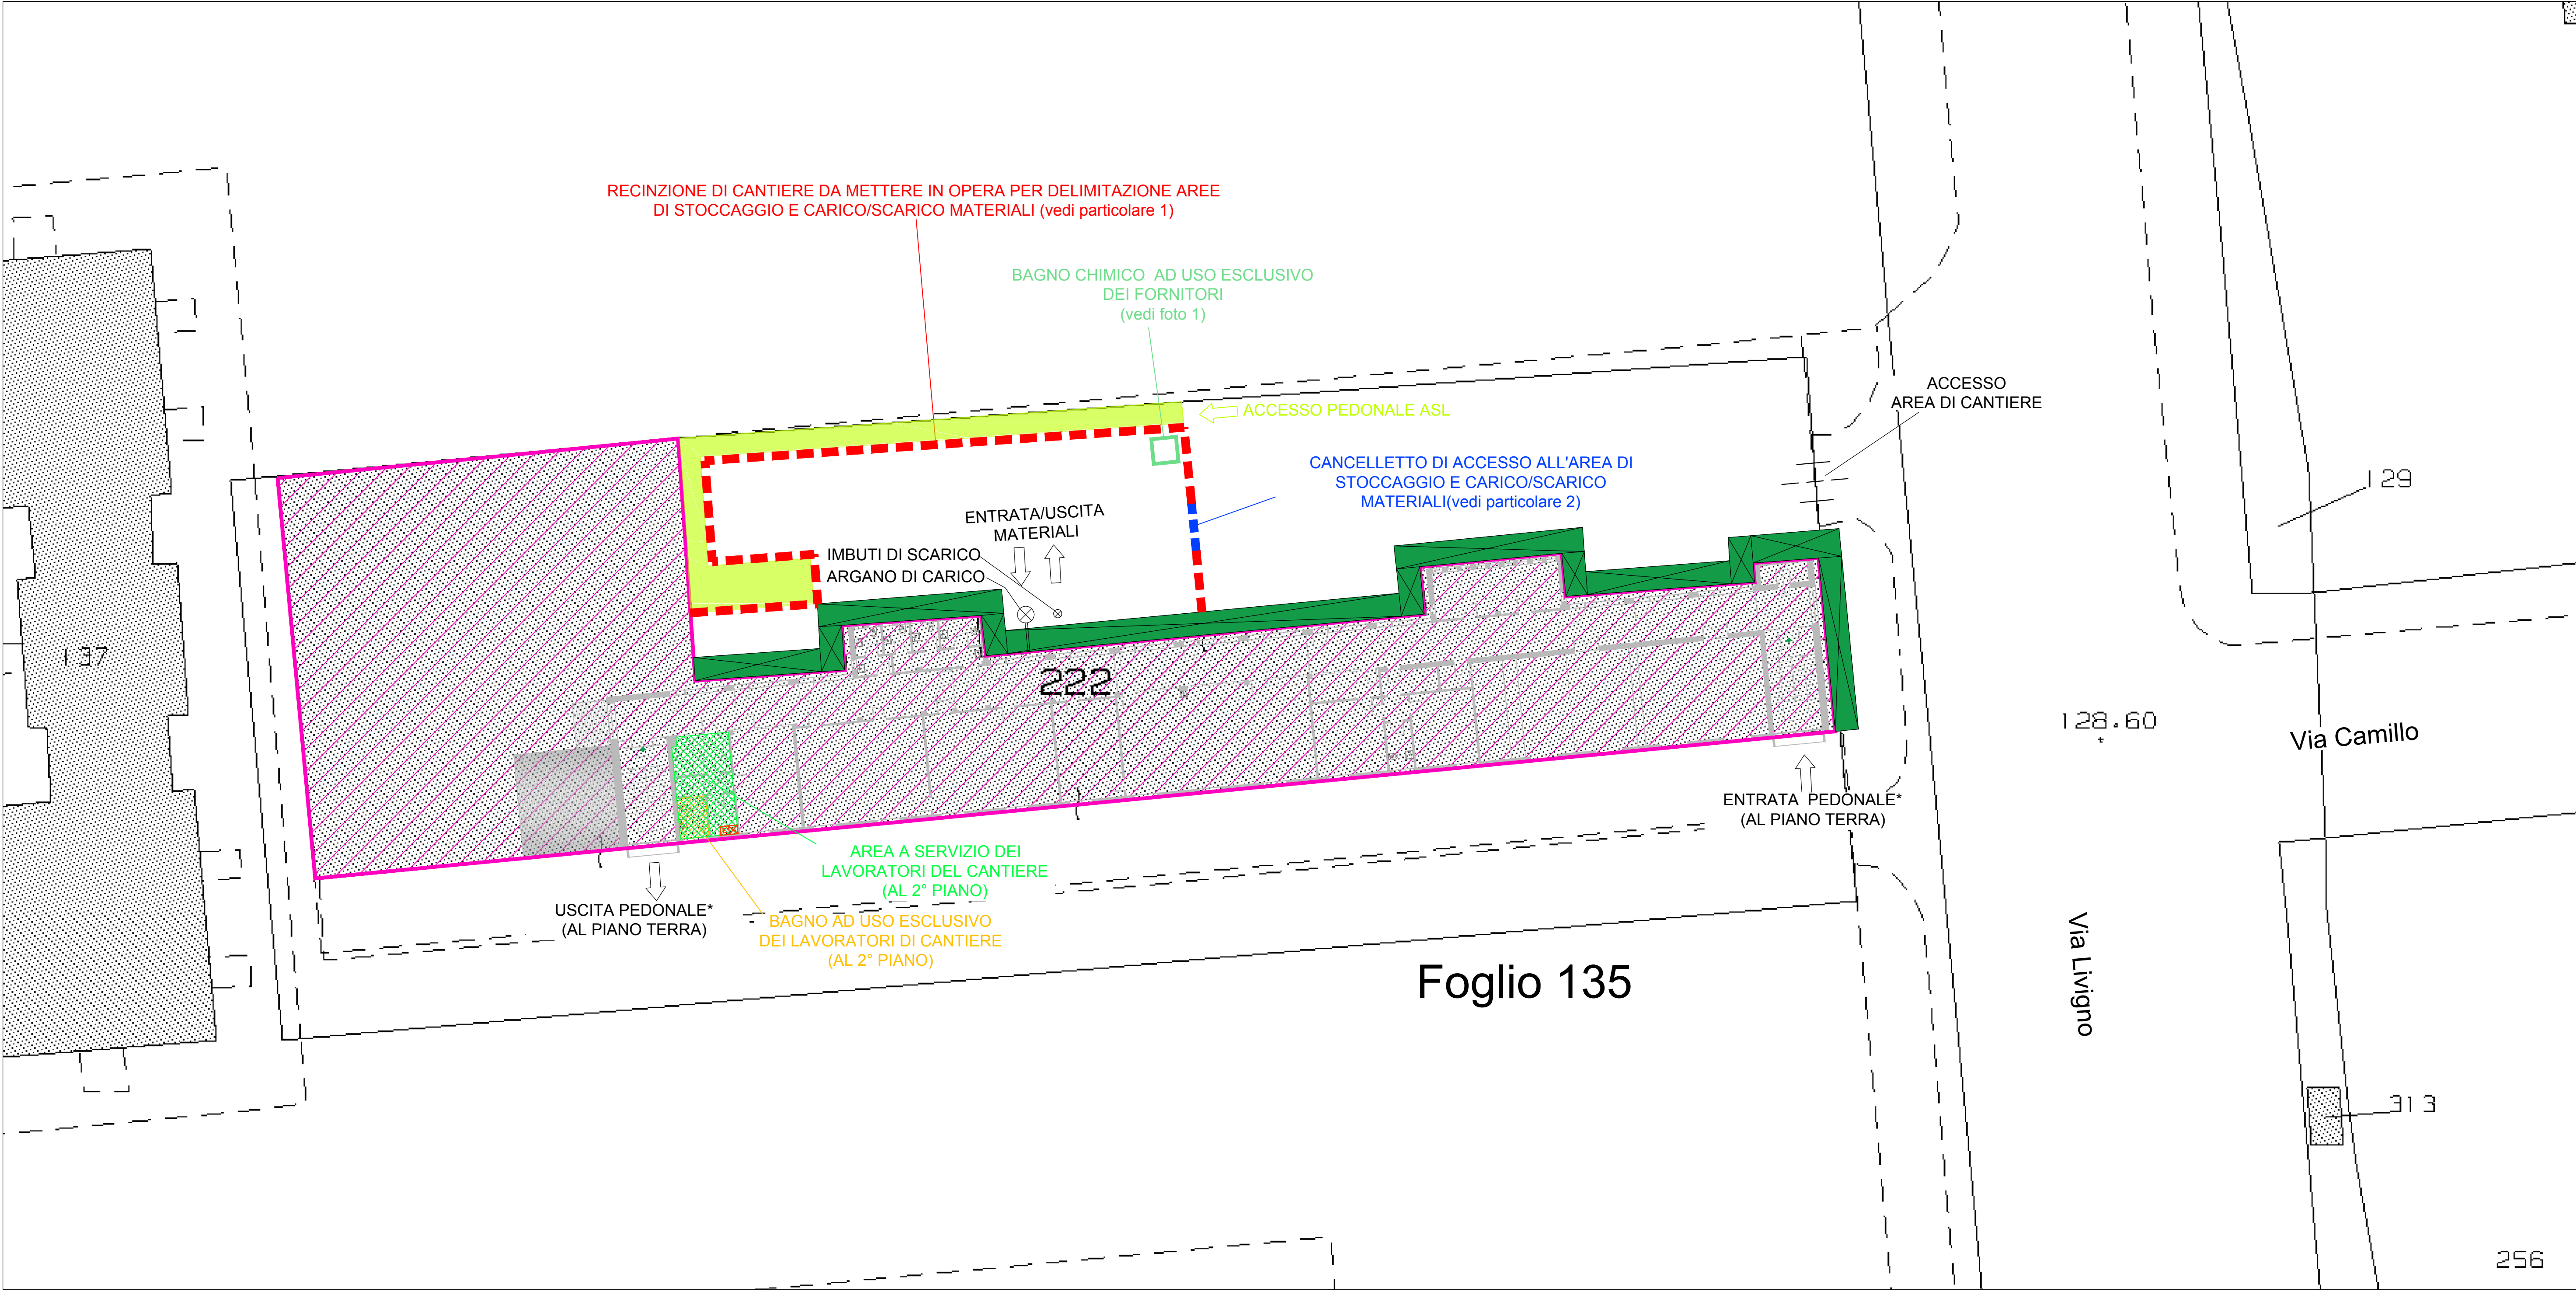 RECINZIONE DI CANTIERE DA METTERE IN OPERA PER DELIMITAZIONE AREE
DI STOCCAGGIO E CARICO/SCARICO MATERIALI (vedi particolare 1)
BAGNO CHIMICO AD USO ESCLUSIVO
DEI FORNITORI
(vedi foto 1)
ACCESSO
AREA DI CANTIERE
ACCESSO PEDONALE ASL
CANCELLETTO DI ACCESSO ALL'AREA DI
STOCCAGGIO E CARICO/SCARICO
MATERIALI(vedi particolare 2)
129
ENTRATA/USCITA
MATERIALI
IMBUTI DI SCARICO
ARGANO DI CARICO
137
222
128.60
Via Camillo
ENTRATA PEDONALE*
(AL PIANO TERRA)
AREA A SERVIZIO DEI
LAVORATORI DEL CANTIERE
(AL 2° PIANO)
USCITA PEDONALE*
(AL PIANO TERRA)
BAGNO AD USO ESCLUSIVO
DEI LAVORATORI DI CANTIERE
(AL 2° PIANO)
Foglio 135
Via Livigno
313
256